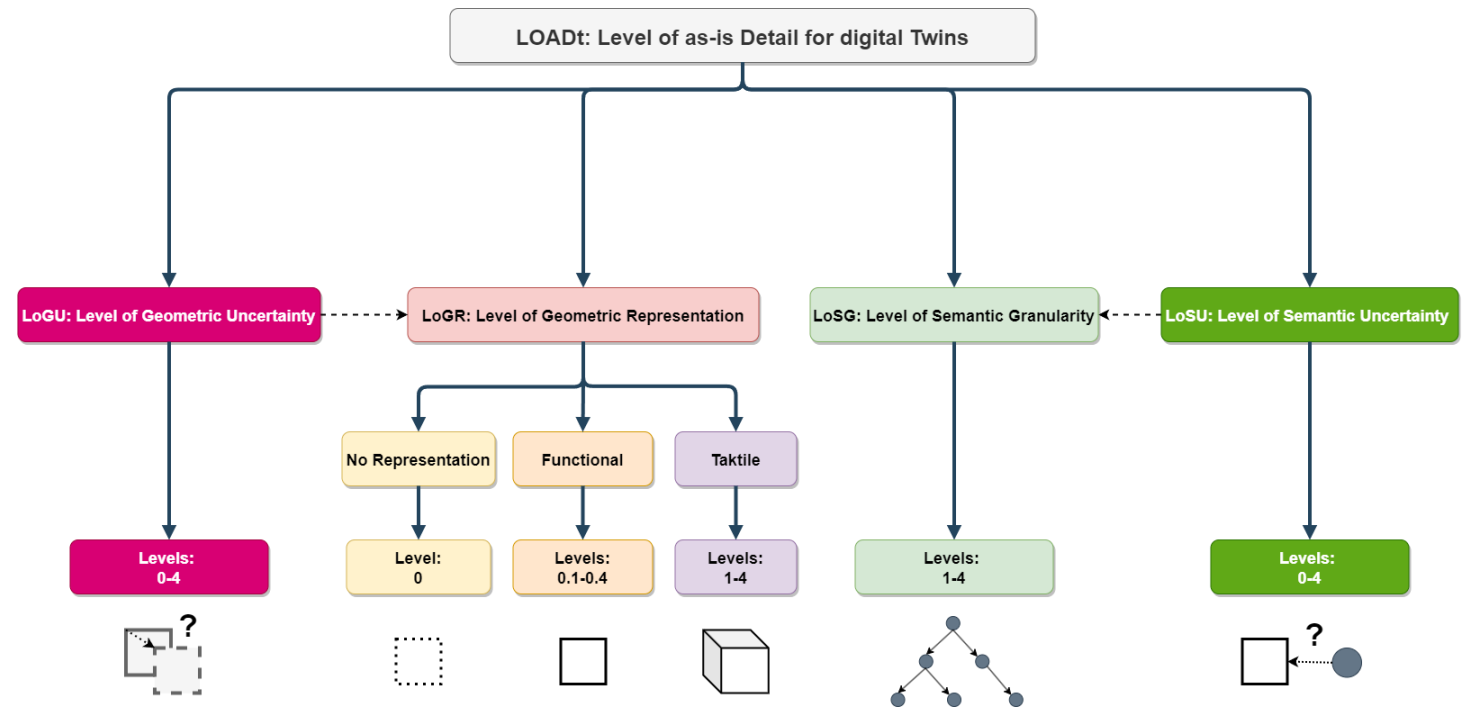 LOADt: Level of as-is Detail for digital Twins
LoGU: Level of Geometric Uncertainty
LoGR: Level of Geometric Representation
LoSG: Level of Semantic Granularity
LoSU: Level of Semantic Uncertainty
No Representation
Functional
Taktile
Levels:
0-4
Level:
0
Levels:
0.1-0.4
Levels:
1-4
Levels:
1-4
Levels:
0-4
?
?